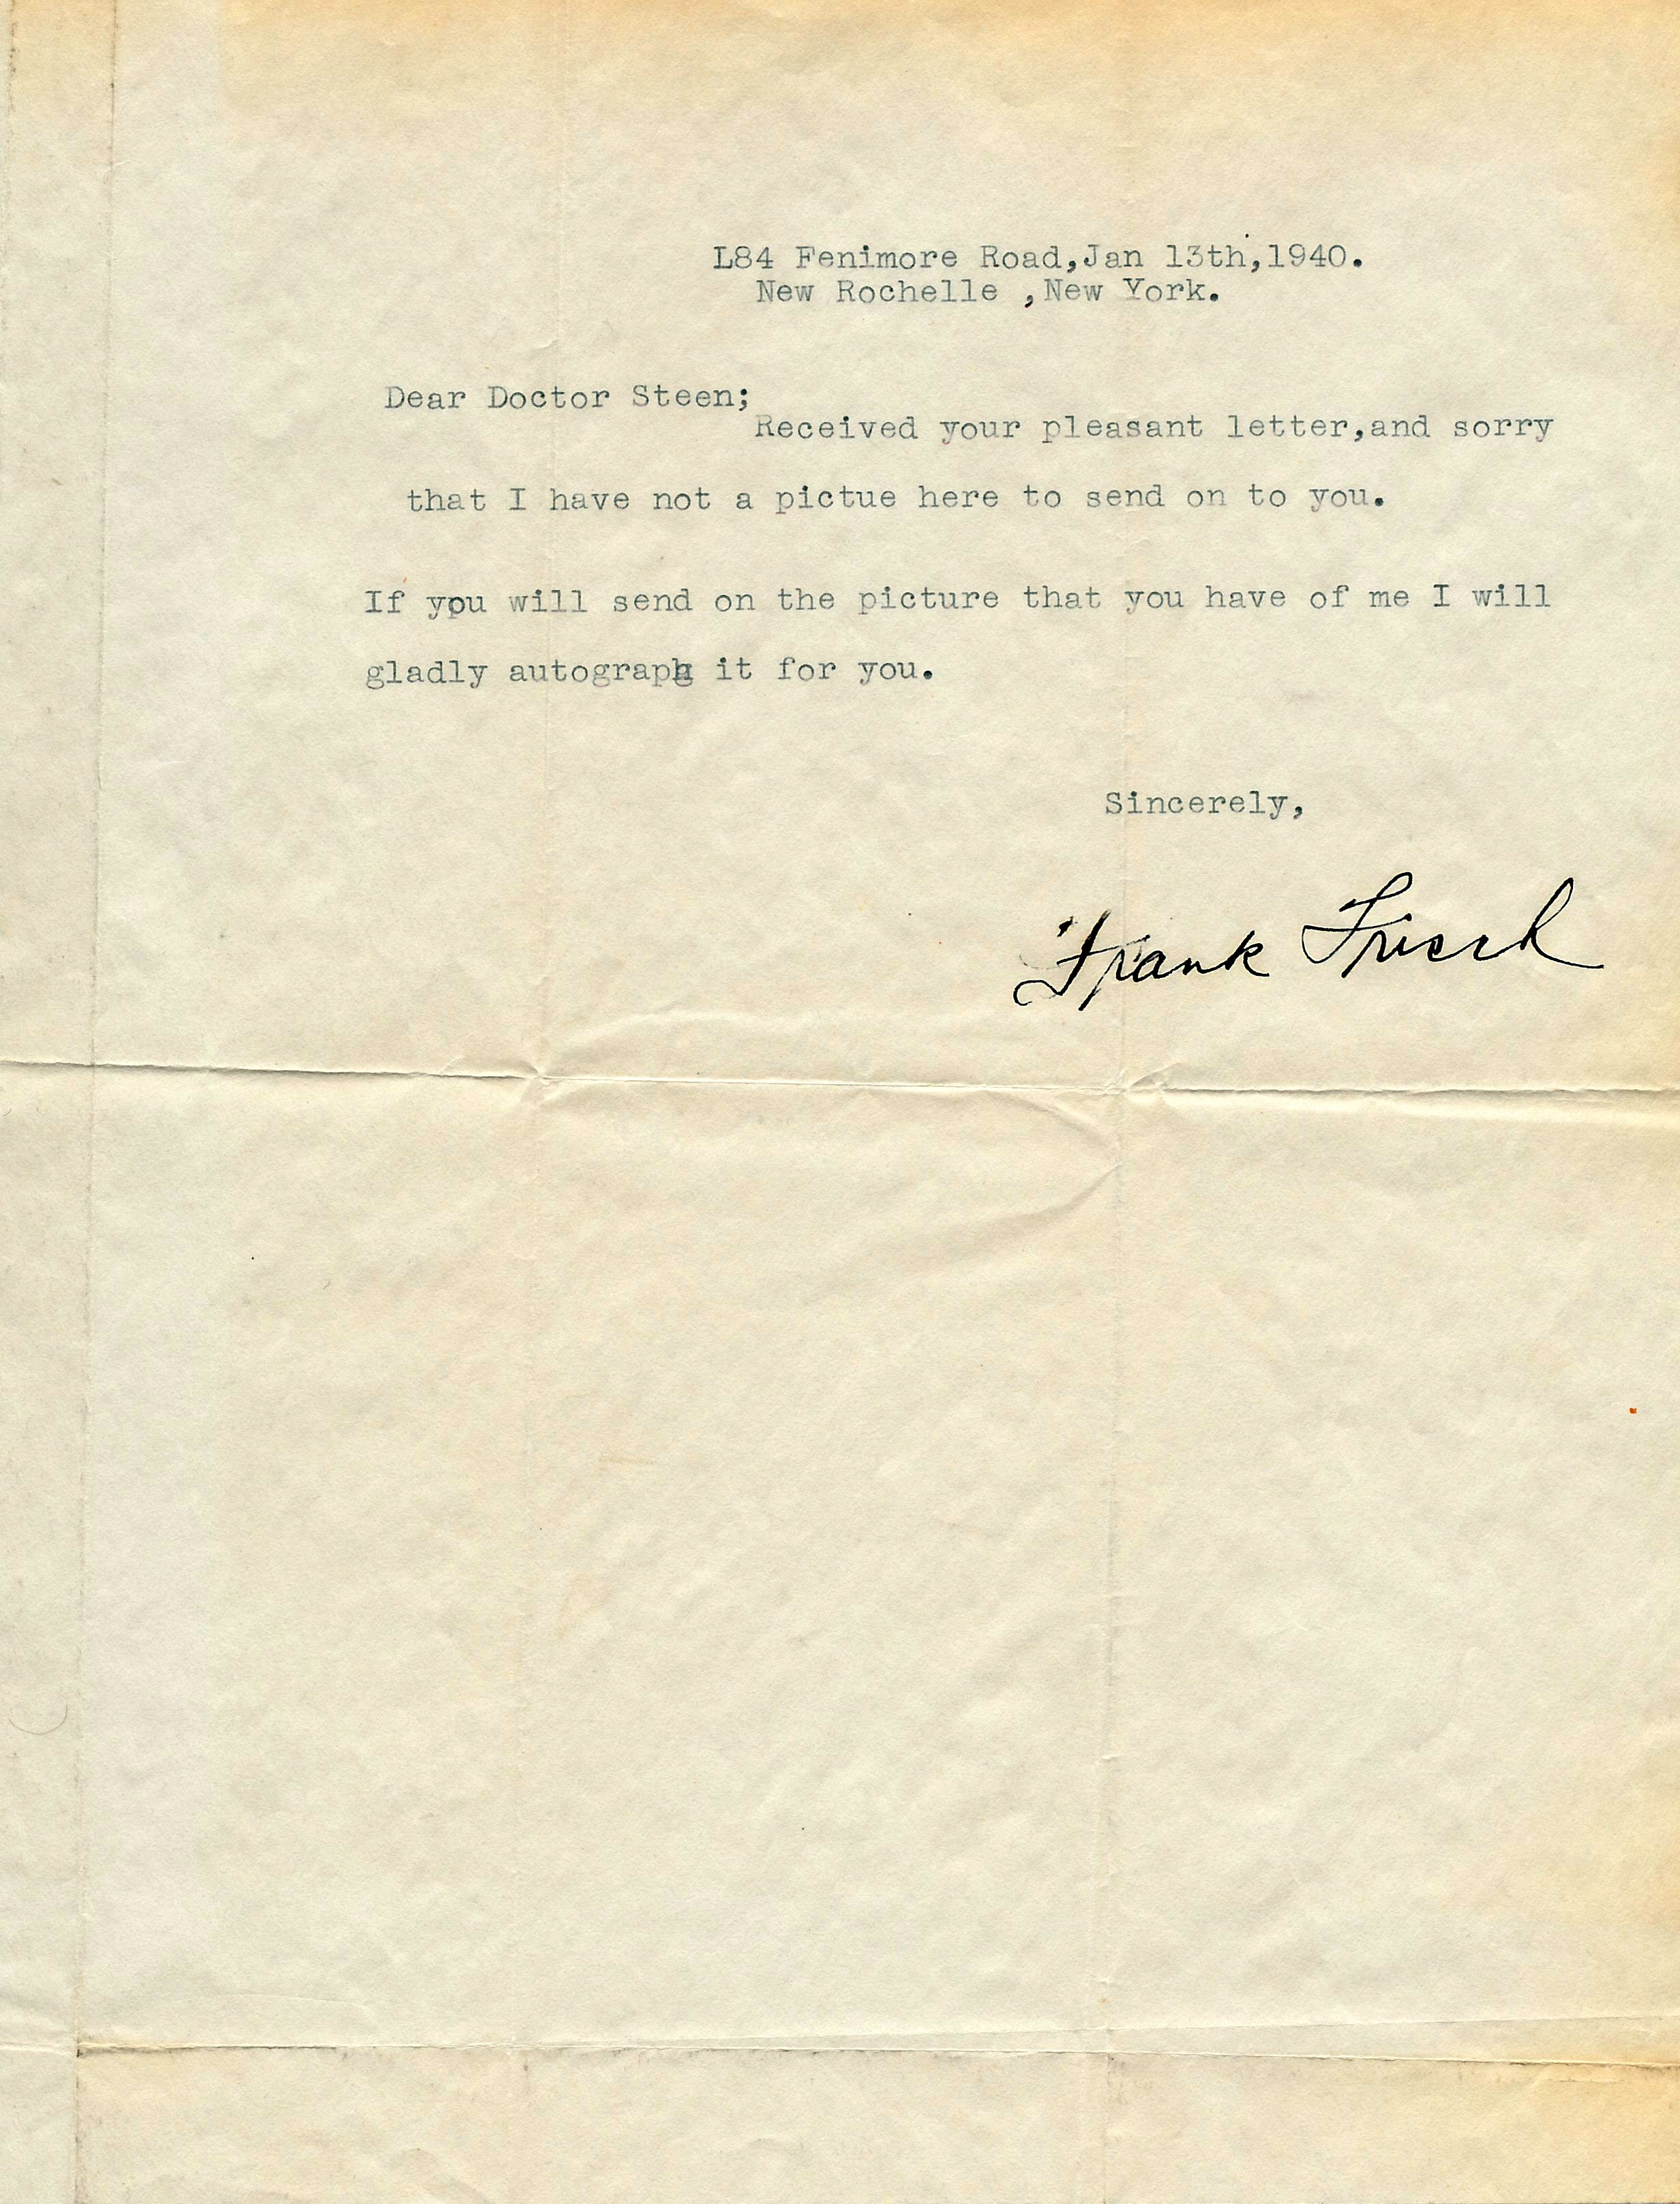 L84 Fenimore Road,Jan 13th,1940.
New Rochelle ,New York.
Dear Doctor Steen;
Received your pleasant letter,and sorry
that I have not a pictue here to send on to you.
If you will send on the picture that you have of me I will
gladly autograph it for you.
Sincerely,
Frank Frisch